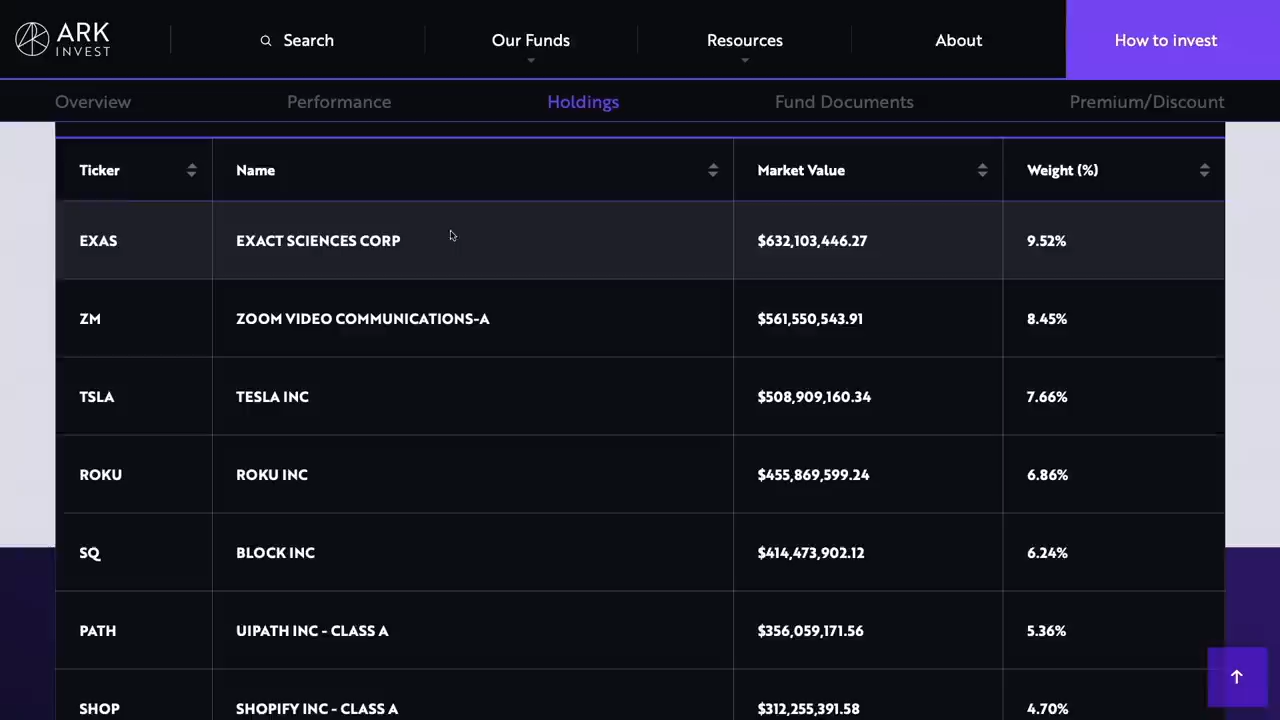 ARK
INVEST
Search
Our Funds
Resources
About
How to invest
Overview
Performance
Holdings
Fund Documents
Premium/Discount
Ticker Name Market Value Weight (%)
EXAS EXACT SCIENCES CORP $632,103,446.27 9.52%
ZM ZOOM VIDEO COMMUNICATIONS-A $561,550,543.91 8.45%
TSLA TESLA INC $508,909,160.34 7.66%
ROKU ROKU INC $455,869,599.24 6.86%
SQ BLOCK INC $414,473,902.12 6.24%
PATH UIPATH INC - CLASS A $356,059,171.56 5.36%
SHOP SHOPIFY INC - CLASS A $312,255,391.58 4.70%